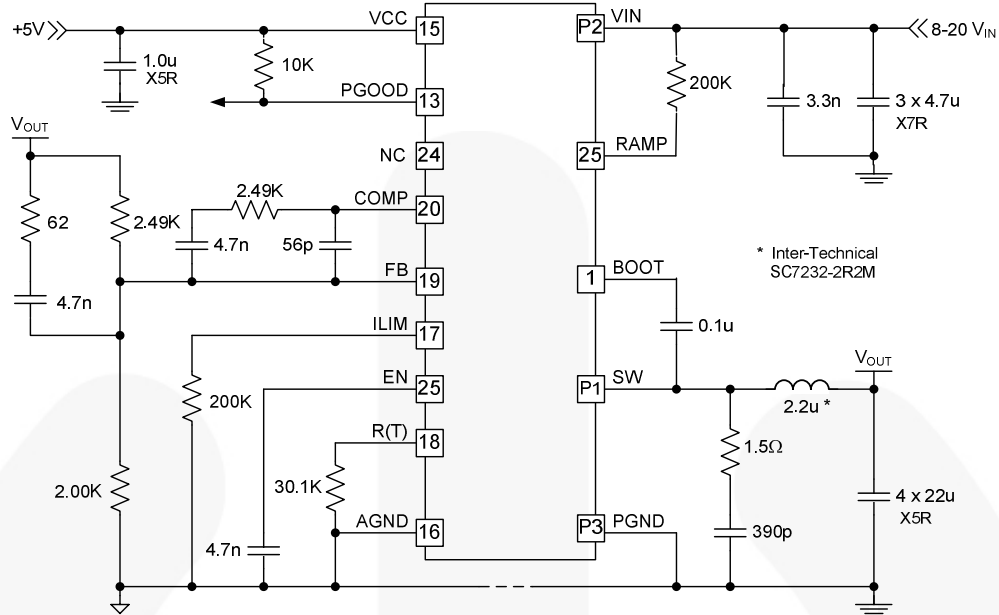 +5V
VCC
15
P2
VIN
8-20 VIN
1.0u
X5R
10K
PGOOD
13
200K
3.3n
3 x 4.7u
X7R
VOUT
NC
24
25
RAMP
62
2.49K
2.49K
COMP
20
4.7n
56p
* Inter-Technical
SC7232-2R2M
4.7n
FB
19
1
BOOT
ILIM
17
0.1u
200K
EN
25
P1
SW
VOUT
2.2u *
R(T)
18
1.5Ω
2.00K
30.1K
4 x 22u
X5R
AGND
16
P3
PGND
390p
4.7n